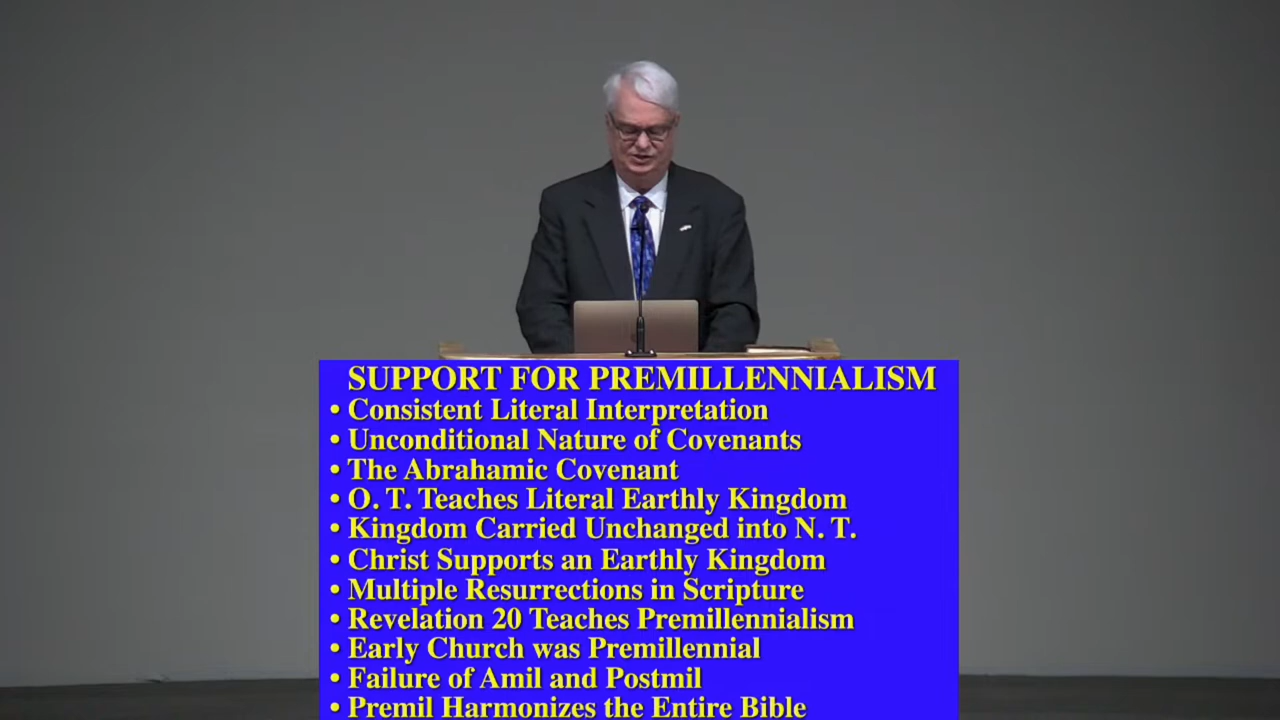 SUPPORT FOR PREMILLENNIALISM
• Consistent Literal Interpretation
• Unconditional Nature of Covenants
• The Abrahamic Covenant
• O. T. Teaches Literal Earthly Kingdom
• Kingdom Carried Unchanged into N. T.
• Christ Supports an Earthly Kingdom
• Multiple Resurrections in Scripture
• Revelation 20 Teaches Premillennialism
• Early Church was Premillennial
• Failure of Amil and Postmil
• Premil Harmonizes the Entire Bible